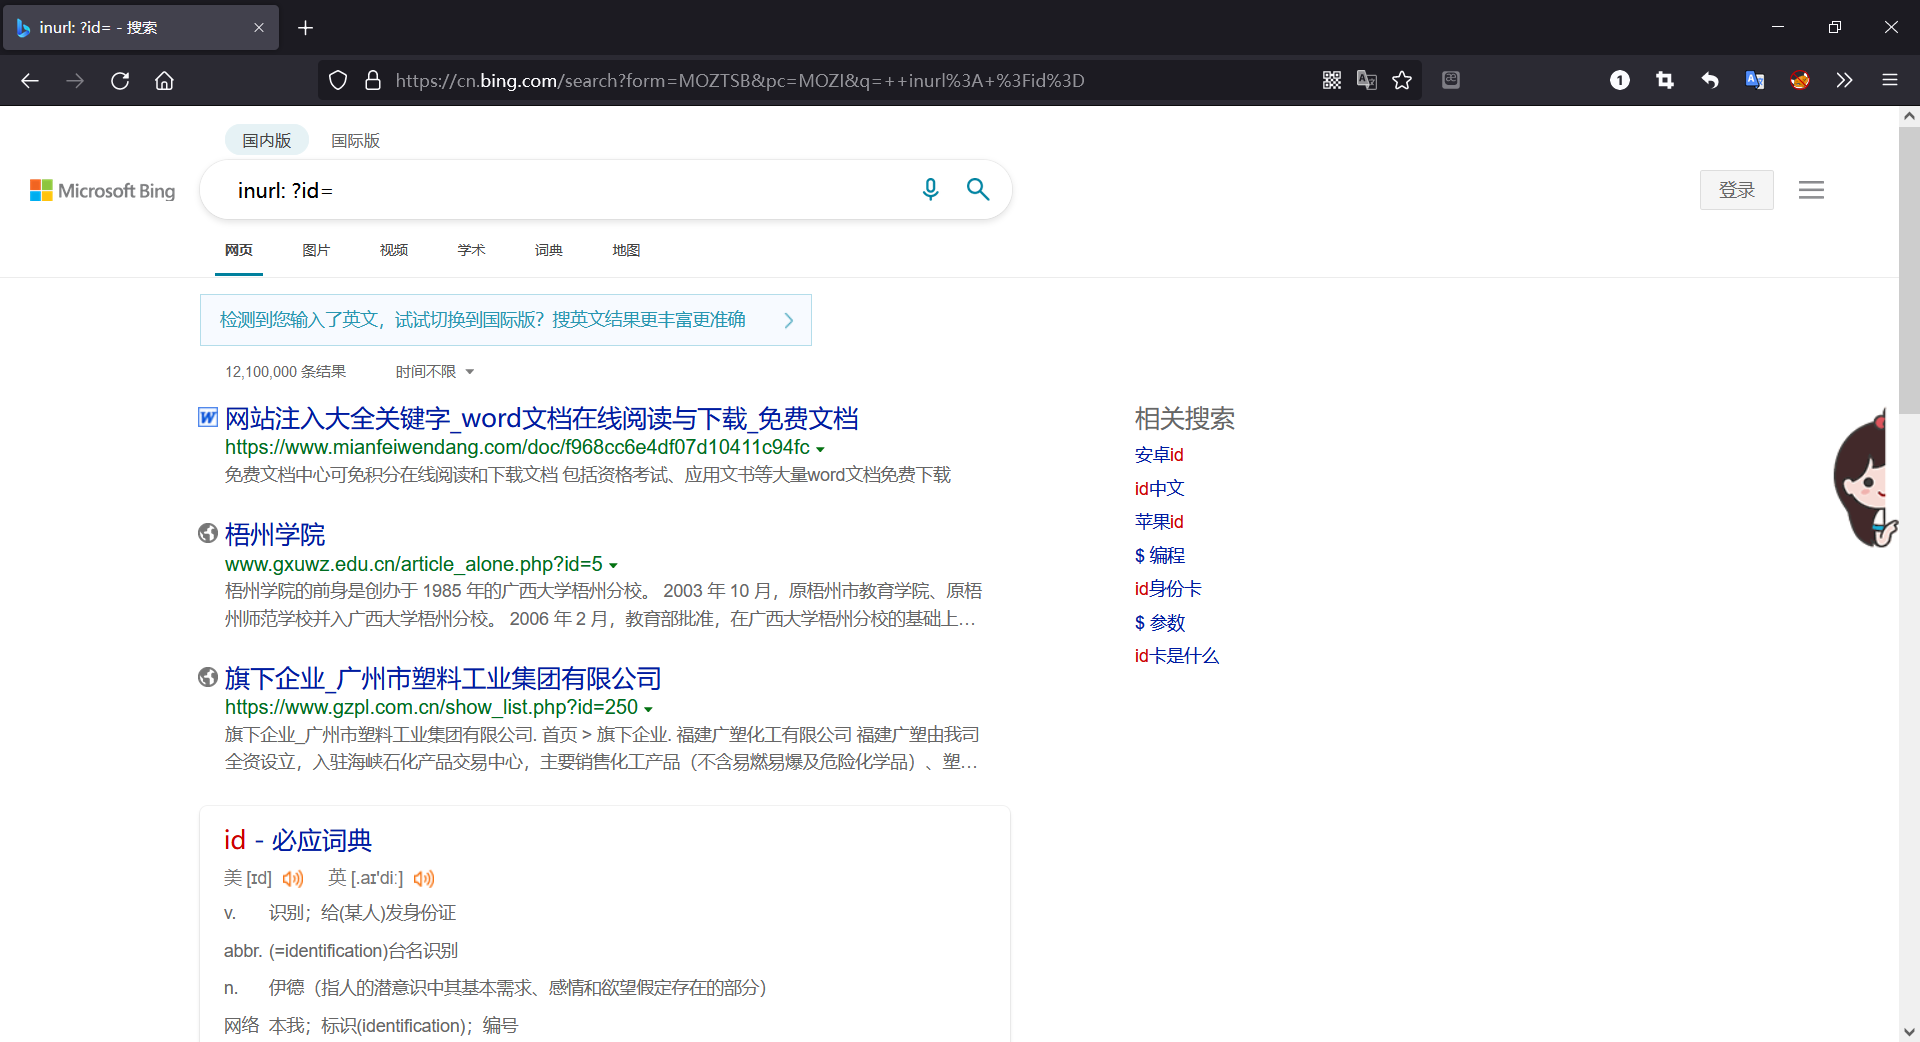 inurl: ?id= - 搜索
https://cn.bing.com/search?form=MOZTSB&pc=MOZI&q=++inurl%3A+%3Fid%3D
1
国内版 国际版
Microsoft Bing
inurl: ?id=
登录
网页 图片 视频 学术 词典 地图
检测到您输入了英文，试试切换到国际版？搜英文结果更丰富更准确
12,100,000 条结果 时间不限
网站注入大全关键字_word文档在线阅读与下载_免费文档
https://www.mianfeiwendang.com/doc/f968cc6e4df07d10411c94fc
免费文档中心可免积分在线阅读和下载文档 包括资格考试、应用文书等大量word文档免费下载
梧州学院
www.gxuwz.edu.cn/article_alone.php?id=5
梧州学院的前身是创办于 1985 年的广西大学梧州分校。 2003 年 10 月，原梧州市教育学院、原梧
州师范学校并入广西大学梧州分校。 2006 年 2 月，教育部批准，在广西大学梧州分校的基础上…
旗下企业_广州市塑料工业集团有限公司
https://www.gzpl.com.cn/show_list.php?id=250
旗下企业_广州市塑料工业集团有限公司. 首页 > 旗下企业. 福建广塑化工有限公司 福建广塑由我司
全资设立，入驻海峡石化产品交易中心，主要销售化工产品（不含易燃易爆及危险化学品）、塑…
id - 必应词典
美 [ɪd] 英 [.aɪ'diː]
v. 识别；给(某人)发身份证
abbr. (=identification)台名识别
n. 伊德（指人的潜意识中其基本需求、感情和欲望假定存在的部分）
网络 本我；标识(identification)；编号
相关搜索
安卓id
id中文
苹果id
$ 编程
id身份卡
$ 参数
id卡是什么